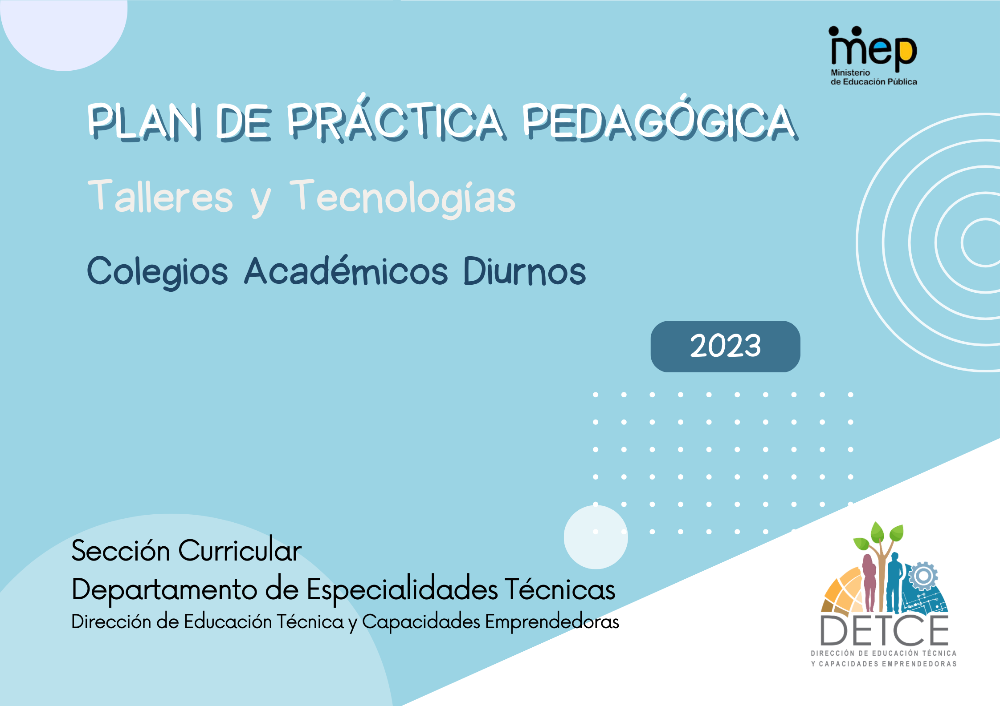 mep
Ministerio
de Educación Pública
PLAN DE PRÁCTICA PEDAGÓGICA
Talleres y Tecnologías
Colegios Académicos Diurnos
2023
Sección Curricular
Departamento de Especialidades Técnicas
Dirección de Educación Técnica y Capacidades Emprendedoras
DETCE
DIRECCIÓN DE EDUCACIÓN TÉCNICA
Y CAPACIDADES EMPRENDEDORAS